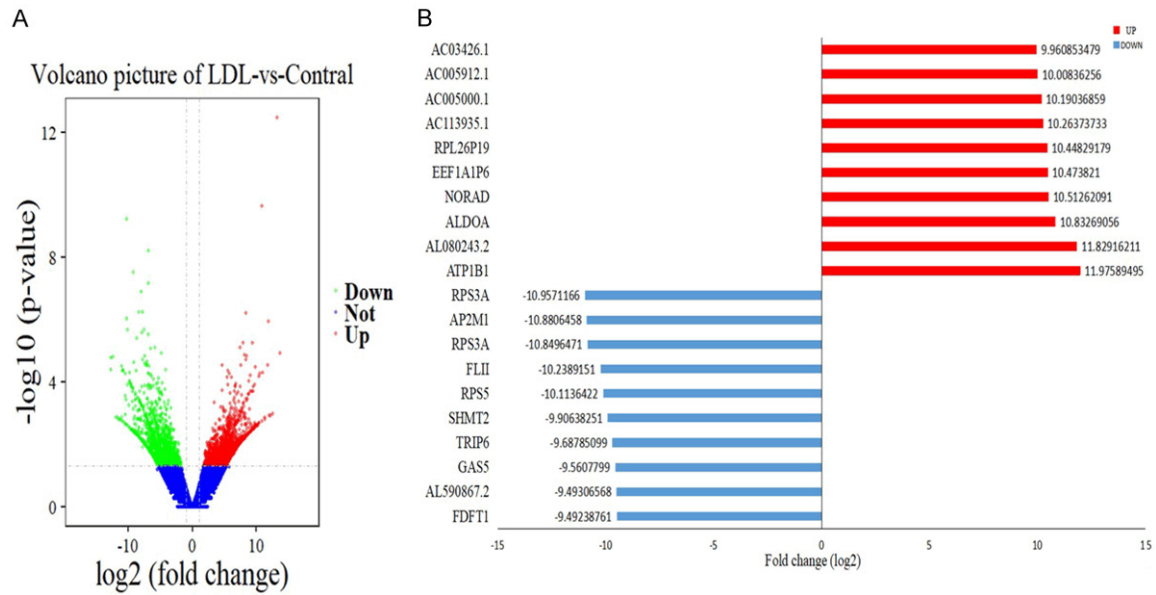 A
Volcano picture of LDL-vs-Contral
12
8
4
0
-log10 (p-value)
-10 0 10
log2 (fold change)
Down
Not
Up
B
UP
DOWN
AC03426.1 9.960853479
AC005912.1 10.00836256
AC005000.1 10.19036859
AC113935.1 10.26373733
RPL26P19 10.44829179
EEF1A1P6 10.473821
NORAD 10.51262091
ALDOA 10.83269056
AL080243.2 11.82916211
ATP1B1 11.97589495
RPS3A -10.9571166
AP2M1 -10.8806458
RPS3A -10.8496471
FLII -10.2389151
RPS5 -10.1136422
SHMT2 -9.90638251
TRIP6 -9.68785099
GAS5 -9.5607799
AL590867.2 -9.49306568
FDFT1 -9.49238761
-15 -10 -5 0 5 10 15
Fold change (log2)